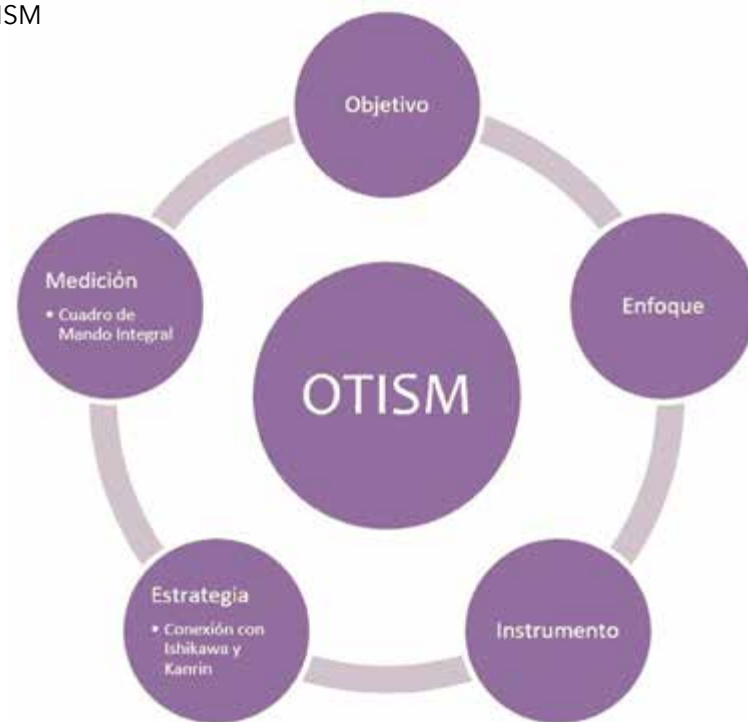 ISM
Objetivo
Enfoque
Instrumento
Estrategia
• Conexión con
Ishikawa y
Kanrin
Medición
• Cuadro de
Mando Integral
OTISM